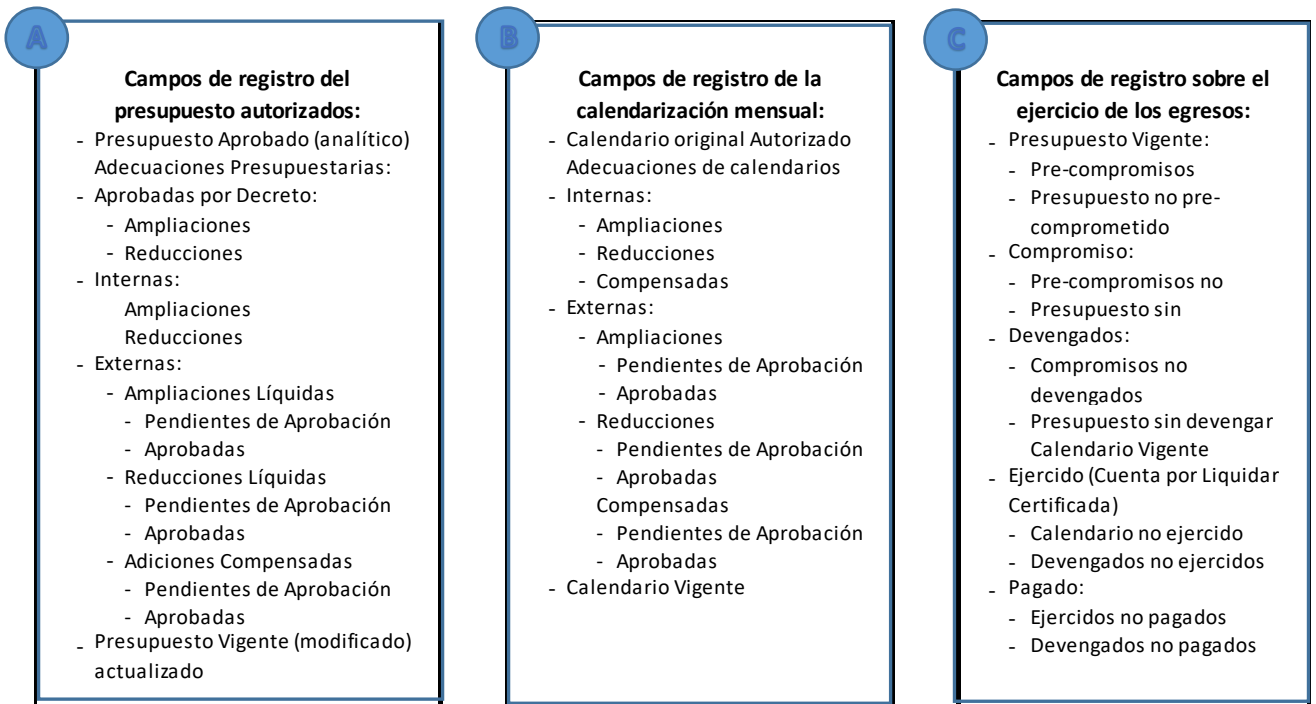 A
Campos de registro del
presupuesto autorizados:
- Presupuesto Aprobado (analítico)
Adecuaciones Presupuestarias:
- Aprobadas por Decreto:
- Ampliaciones
- Reducciones
- Internas:
Ampliaciones
Reducciones
- Externas:
- Ampliaciones Líquidas
- Pendientes de Aprobación
- Aprobadas
- Reducciones Líquidas
- Pendientes de Aprobación
- Aprobadas
- Adiciones Compensadas
- Pendientes de Aprobación
- Aprobadas
- Presupuesto Vigente (modificado)
actualizado
B
Campos de registro de la
calendarización mensual:
- Calendario original Autorizado
Adecuaciones de calendarios
- Internas:
- Ampliaciones
- Reducciones
- Compensadas
- Externas:
- Ampliaciones
- Pendientes de Aprobación
- Aprobadas
- Reducciones
- Pendientes de Aprobación
- Aprobadas
Compensadas
- Pendientes de Aprobación
- Aprobadas
- Calendario Vigente
C
Campos de registro sobre el
ejercicio de los egresos:
- Presupuesto Vigente:
- Pre-compromisos
- Presupuesto no pre-
comprometido
- Compromiso:
- Pre-compromisos no
- Presupuesto sin
- Devengados:
- Compromisos no
devengados
- Presupuesto sin devengar
Calendario Vigente
- Ejercido (Cuenta por Liquidar
Certificada)
- Calendario no ejercido
- Devengados no ejercidos
- Pagado:
- Ejercidos no pagados
- Devengados no pagados